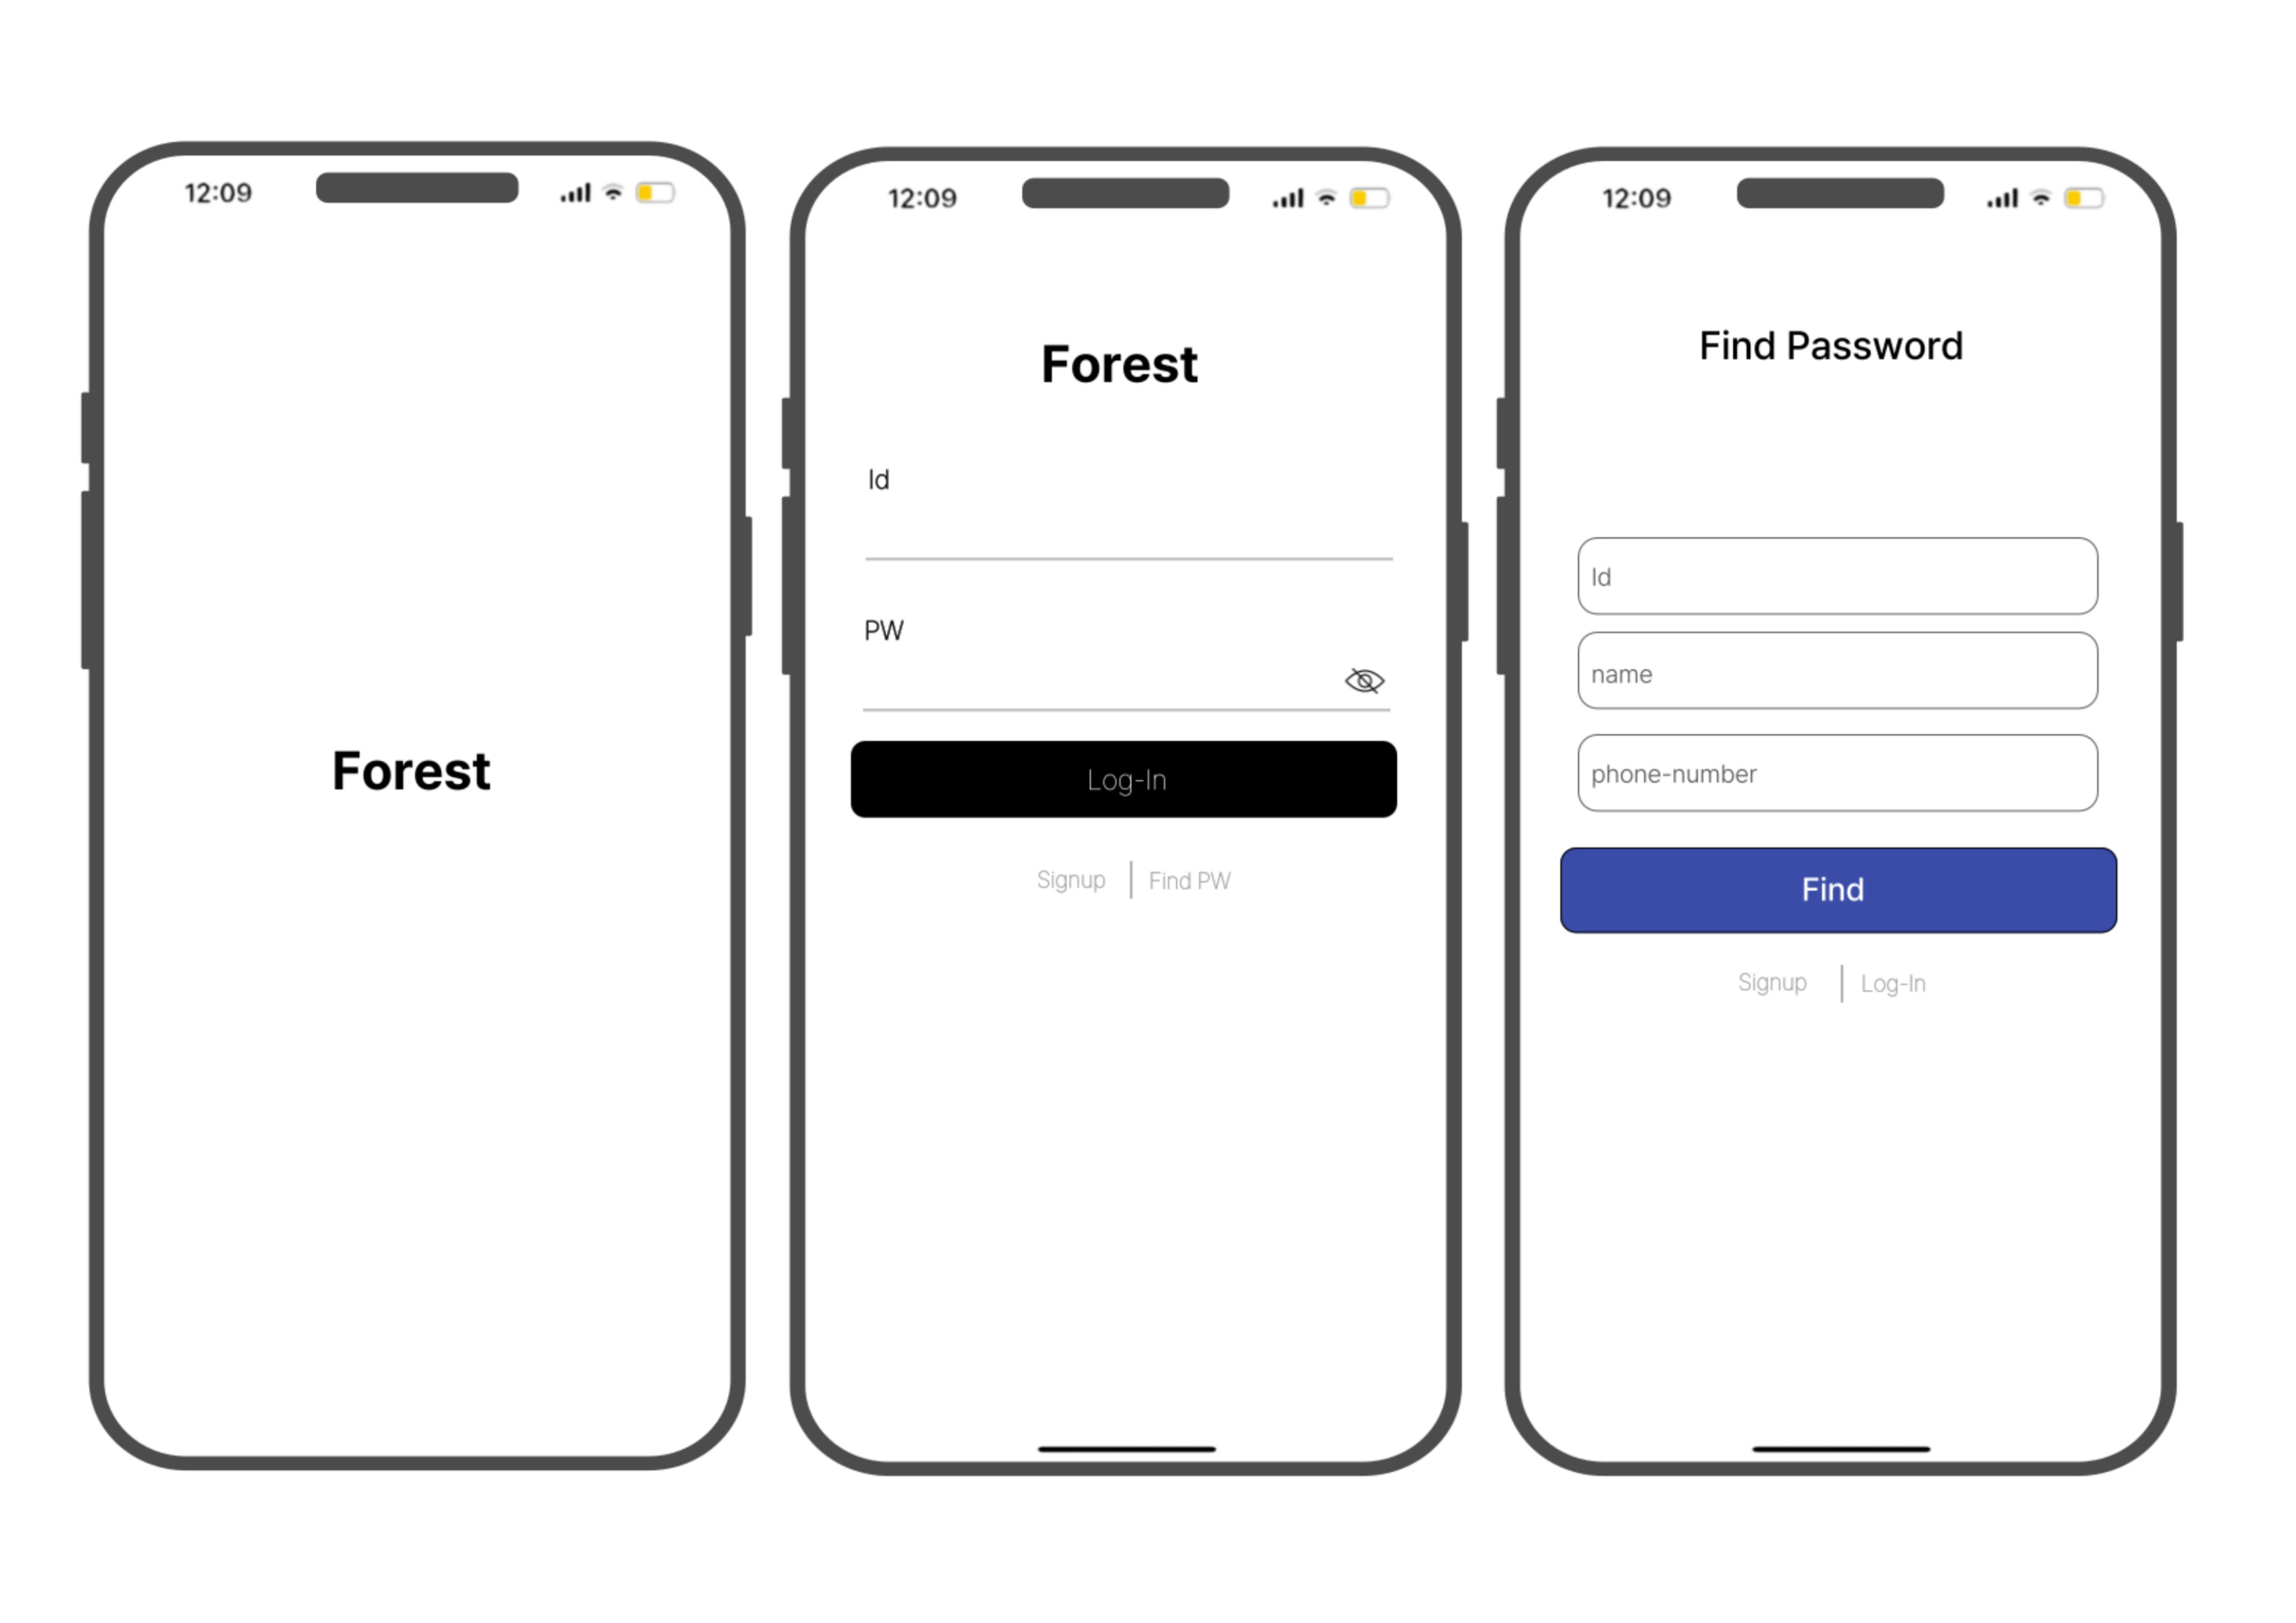 12:09
Forest
12:09
Forest
Id
PW
Log-In
Signup | Find PW
12:09
Find Password
Id
name
phone-number
Find
Signup | Log-In